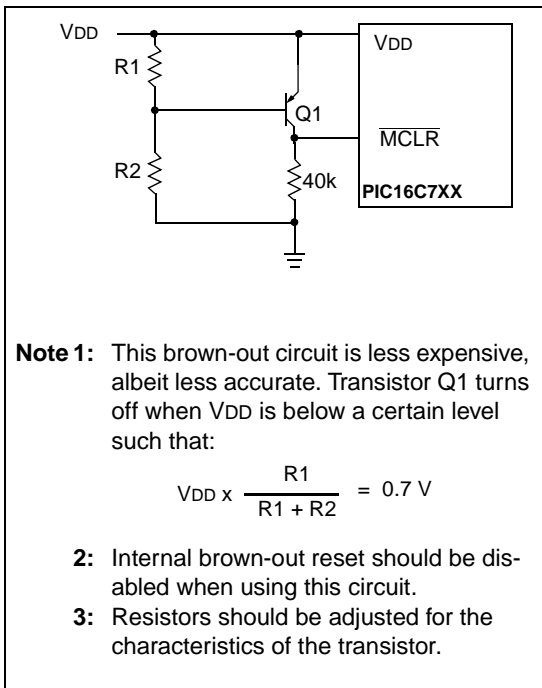 VDD
VDD
R1
Q1
MCLR
R2
40k
PIC16C7XX
Note 1: This brown-out circuit is less expensive,
albeit less accurate. Transistor Q1 turns
off when VDD is below a certain level
such that:
VDD x R1 / R1 + R2 = 0.7 V
2: Internal brown-out reset should be dis-
abled when using this circuit.
3: Resistors should be adjusted for the
characteristics of the transistor.